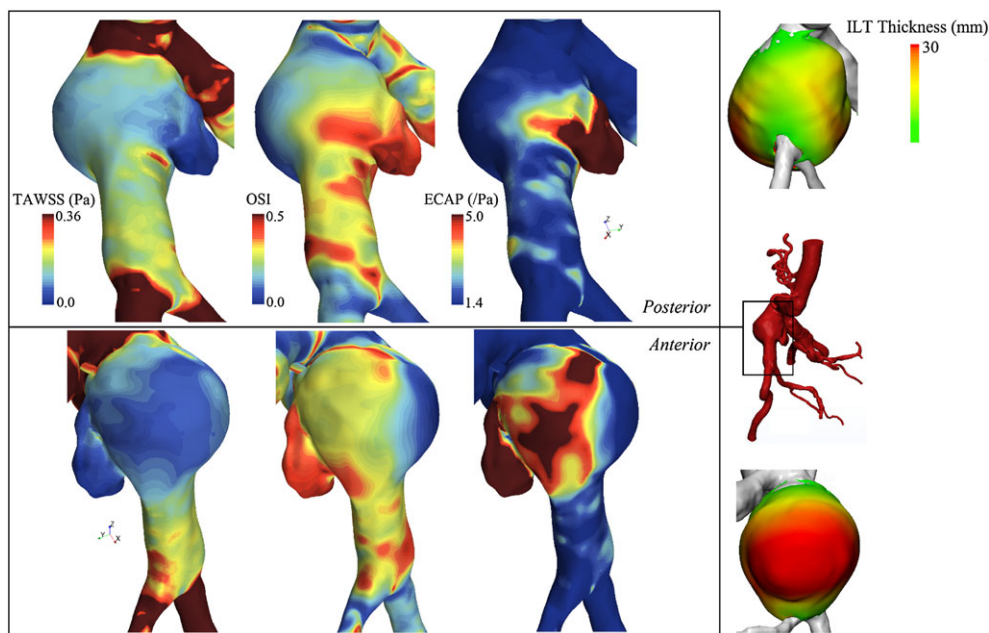 ILT Thickness (mm)
30
TAWSS (Pa)
0.36
0.0
OSI
0.5
0.0
ECAP (/Pa)
5.0
1.4
Z
Y
X
Posterior
Anterior
Z
Y
X